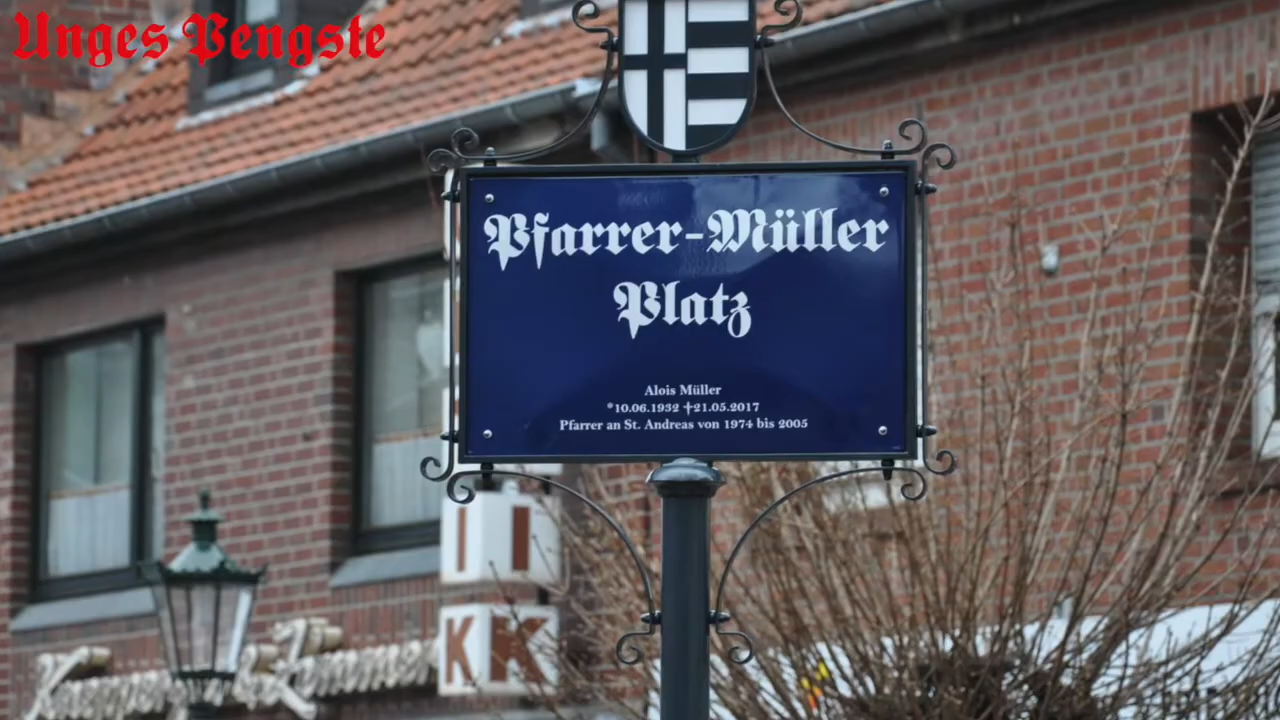 Unges Pengste
Pfarrer-Müller
Platz
Alois Müller
*10.06.1932 ✝21.05.2017
Pfarrer an St. Andreas von 1974 bis 2005
I I
K K